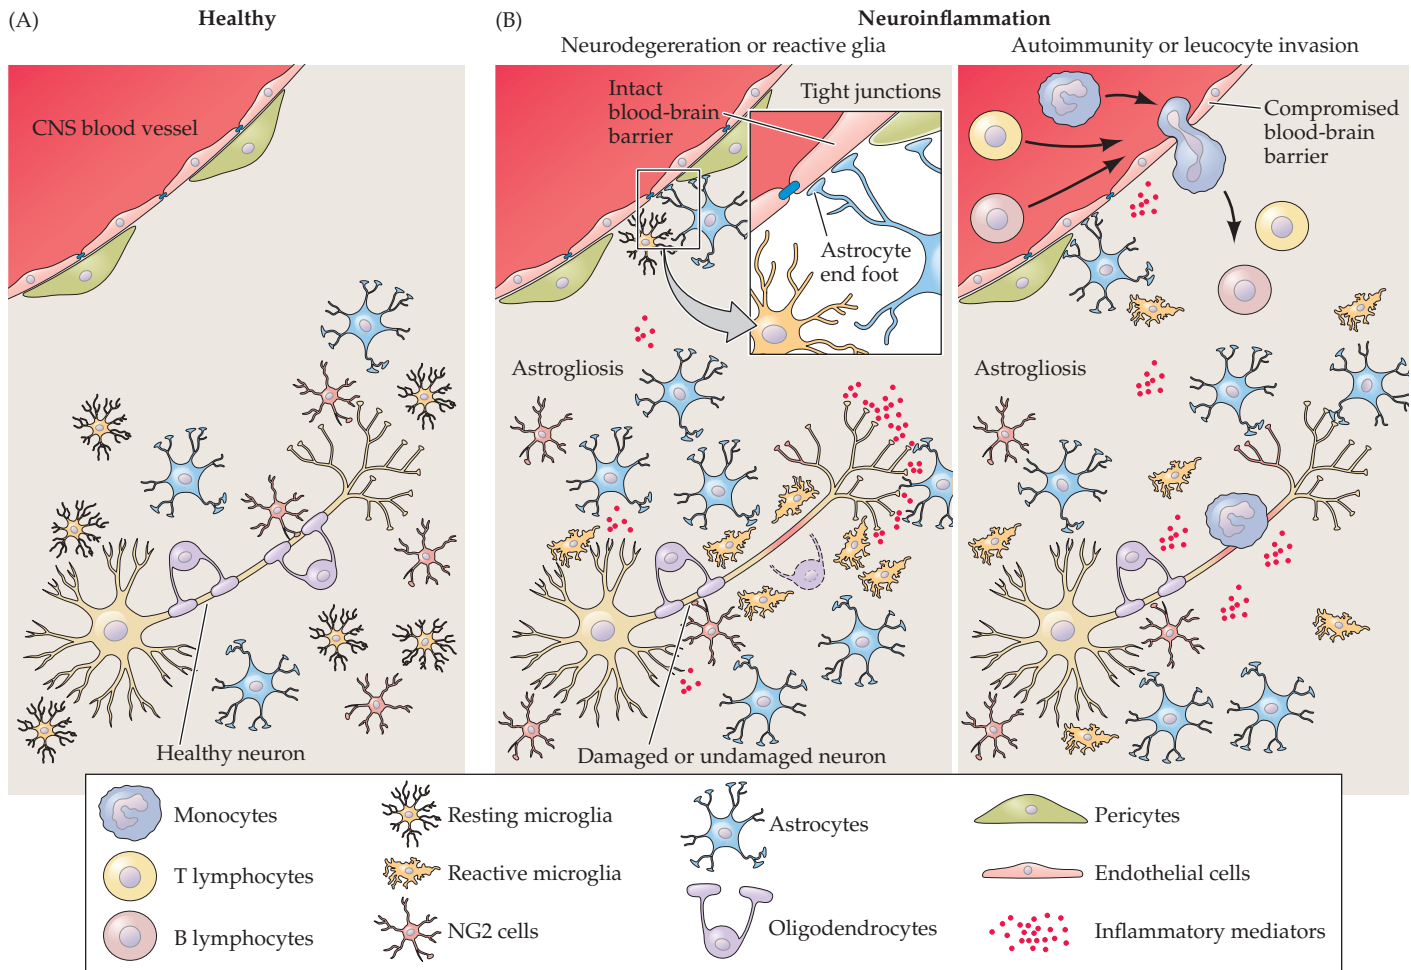 (A)
Healthy
CNS blood vessel
Healthy neuron
(B)
Neuroinflammation
Neurodegereration or reactive glia
Intact
blood-brain
barrier
Tight junctions
Astrocyte
end foot
Astrogliosis
Damaged or undamaged neuron
Autoimmunity or leucocyte invasion
Compromised
blood-brain
barrier
Astrogliosis
Monocytes
T lymphocytes
B lymphocytes
Resting microglia
Reactive microglia
NG2 cells
Astrocytes
Oligodendrocytes
Pericytes
Endothelial cells
Inflammatory mediators